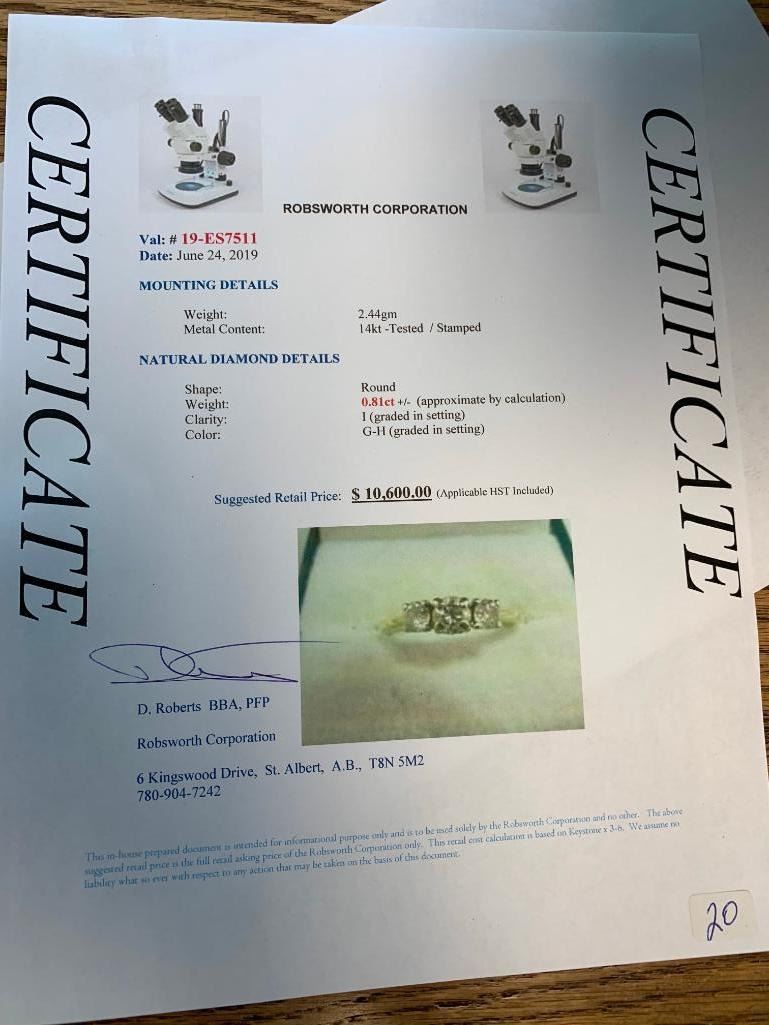 CERTIFICATE
CERTIFICATE
ROBSWORTH CORPORATION
Val: # 19-ES7511
Date: June 24, 2019
MOUNTING DETAILS
Weight: 2.44gm
Metal Content: 14kt -Tested / Stamped
NATURAL DIAMOND DETAILS
Shape: Round
Weight: 0.81ct +/- (approximate by calculation)
Clarity: I (graded in setting)
Color: G-H (graded in setting)
Suggested Retail Price: $ 10,600.00 (Applicable HST Included)
D. Roberts BBA, PFP
Robsworth Corporation
6 Kingswood Drive, St. Albert, A.B., T8N 5M2
780-904-7242
This in-house prepared document is intended for informational purpose only and is to be used solely by the Robsworth Corporation and no other. The above
suggested retail price is the full retail asking price of the Robsworth Corporation only. This retail cost calculation is based on Keystone x 3-6. We assume no
liability what so ever with respect to any action that may be taken on the basis of this document.
20